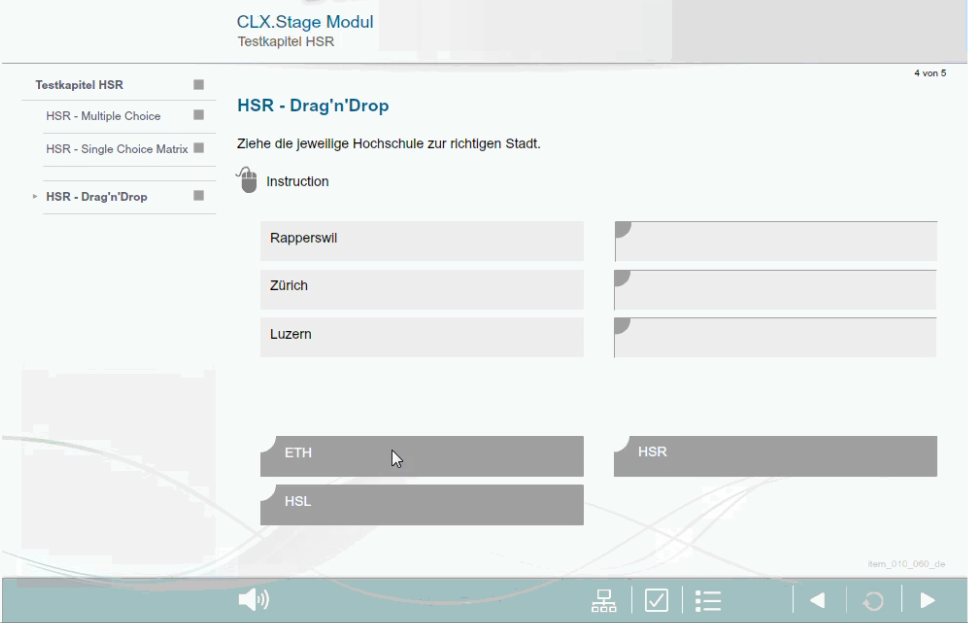 CLX.Stage Modul
Testkapitel HSR
4 von 5
Testkapitel HSR
HSR - Multiple Choice
HSR - Single Choice Matrix
HSR - Drag'n'Drop
HSR - Drag'n'Drop
Ziehe die jeweilige Hochschule zur richtigen Stadt.
Instruction
Rapperswil
Zürich
Luzern
ETH
HSR
HSL
item_010_060_de